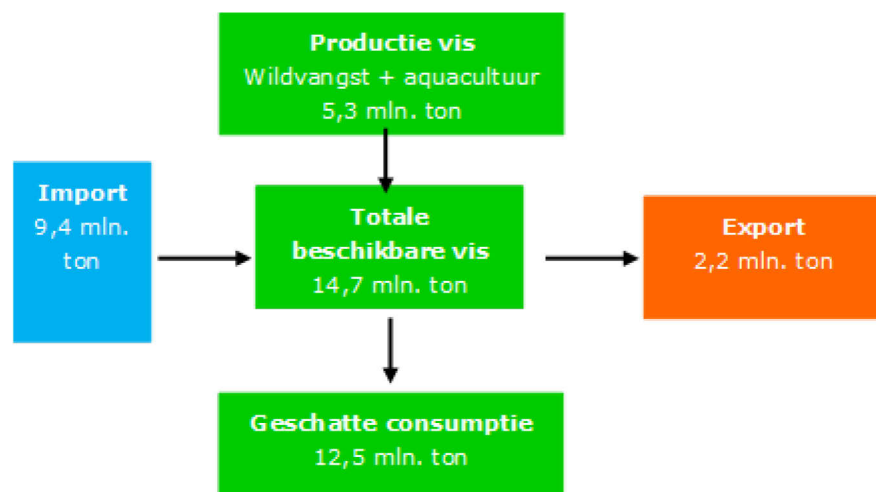 Productie vis
Wildvangst + aquacultuur
5,3 mln. ton
Import
9,4 mln.
ton
Totale
beschikbare vis
14,7 mln. ton
Export
2,2 mln. ton
Geschatte consumptie
12,5 mln. ton